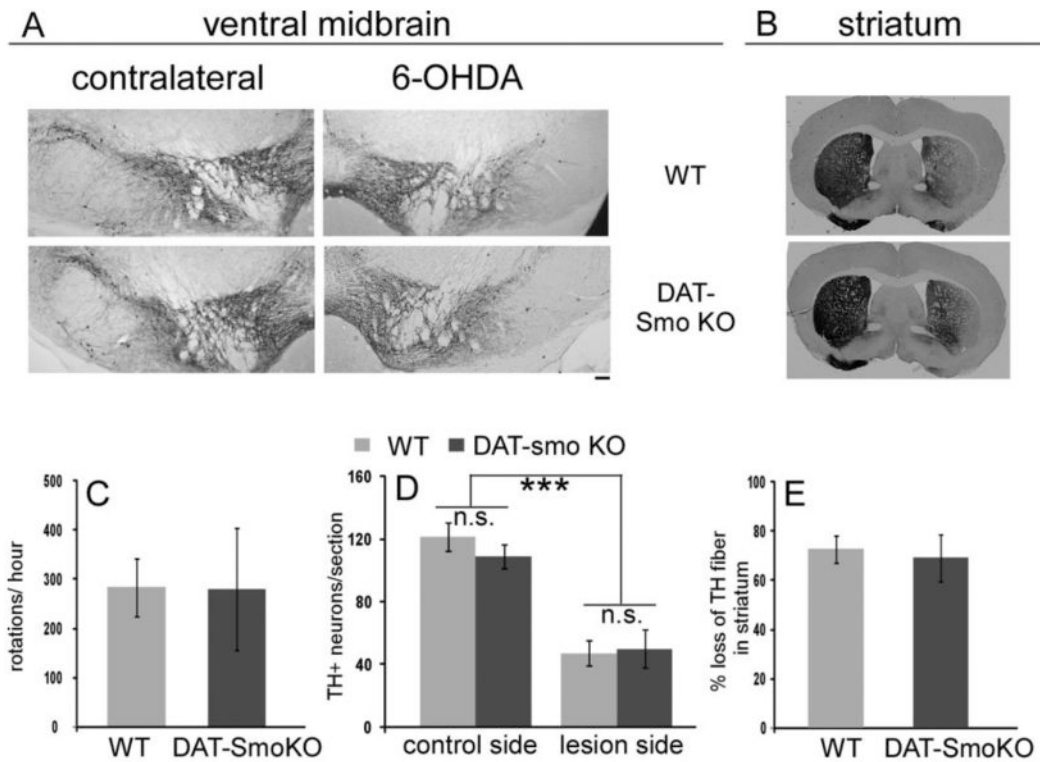 A ventral midbrain
B striatum
contralateral 6-OHDA
WT
DAT-
Smo KO
WT DAT-smo KO
C
500
400
300
200
100
0
rotations/ hour
WT DAT-SmoKO
D
160
120
80
40
0
TH+ neurons/section
***
n.s.
n.s.
control side lesion side
E
100
80
60
40
20
0
% loss of TH fiber
in striatum
WT DAT-SmoKO